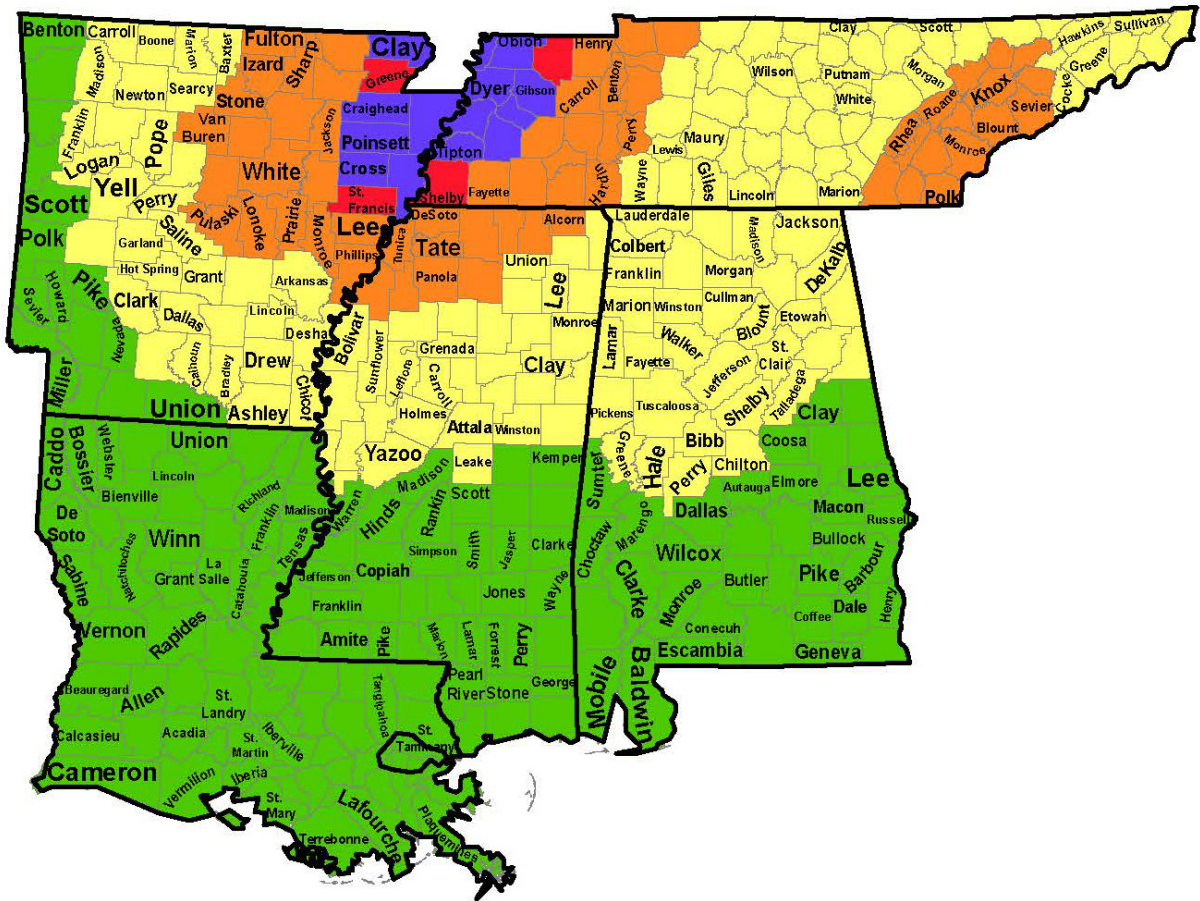 Benton
Carroll
Boone
Marion
Baxter
Fulton
Izard
Sharp
Clay
Greene
Madison
Newton
Searcy
Stone
Van
Buren
Jackson
Craighead
Poinsett
Cross
St.
Francis
Franklin
Logan
Pope
Yell
Perry
White
Scott
Polk
Saline
Pulaski
Lonoke
Prairie
Monroe
Lee
Phillips
Garland
Hot Spring
Grant
Arkansas
Pike
Howard
Sevier
Clark
Dallas
Nevada
Lincoln
Desha
Drew
Calhoun
Bradley
Miller
Union
Ashley
Chicot
Obion
Henry
Dyer
Gibson
Carroll
Benton
Tipton
Shelby
Fayette
Hardin
Perry
Wayne
Lewis
Maury
Giles
Lincoln
Marion
Wilson
Putnam
White
Clay
Scott
Morgan
Roane
Rhea
Knox
Sevier
Blount
Monroe
Polk
Cocke
Greene
Hawkins
Sullivan
DeSoto
Tunica
Tate
Panola
Alcorn
Union
Lee
Monroe
Bolivar
Sunflower
Leflore
Grenada
Carroll
Clay
Holmes
Attala
Winston
Yazoo
Leake
Kemper
Madison
Scott
Warren
Hinds
Rankin
Simpson
Smith
Jasper
Clarke
Copiah
Jefferson
Franklin
Jones
Wayne
Amite
Pike
Marion
Lamar
Forrest
Perry
Pearl
River
Stone
George
Lauderdale
Colbert
Madison
Jackson
DeKalb
Franklin
Morgan
Marion
Winston
Cullman
Blount
Etowah
Lamar
Walker
Fayette
Jefferson
St.
Clair
Shelby
Talladega
Pickens
Tuscaloosa
Bibb
Clay
Coosa
Greene
Hale
Perry
Chilton
Sumter
Autauga
Elmore
Lee
Dallas
Macon
Russell
Marengo
Choctaw
Wilcox
Bullock
Clarke
Monroe
Butler
Pike
Barbour
Conecuh
Coffee
Dale
Henry
Escambia
Geneva
Mobile
Baldwin
Caddo
Bossier
Webster
Union
Lincoln
Bienville
Richland
Madison
Franklin
Tensas
De
Soto
Sabine
Natchitoches
Winn
Grant
La
Salle
Catahoula
Vernon
Rapides
Beauregard
Allen
St.
Landry
Tangipahoa
St.
Tammany
Calcasieu
Acadia
St.
Martin
Iberville
Cameron
Vermilion
Iberia
St.
Mary
Lafourche
Terrebonne
Plaquemines